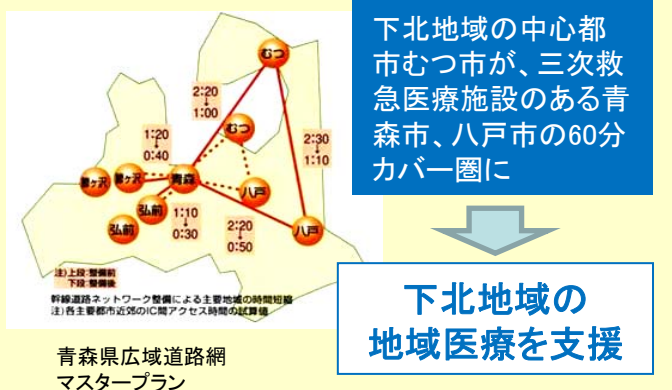 むつ
2:20
↓
1:00
むつ
1:20
↓
0:40
2:30
↓
1:10
鰺ヶ沢
鰺ヶ沢
青森
八戸
弘前
弘前
1:10
↓
0:30
2:20
↓
0:50
八戸
注)上段:整備前
下段:整備後
幹線道路ネットワーク整備による主要地域の時間短縮
注)各主要都市近郊のIC間アクセス時間の試算値
青森県広域道路網
マスタープラン
下北地域の中心都
市むつ市が、三次救
急医療施設のある青
森市、八戸市の60分
カバー圏に
下北地域の
地域医療を支援